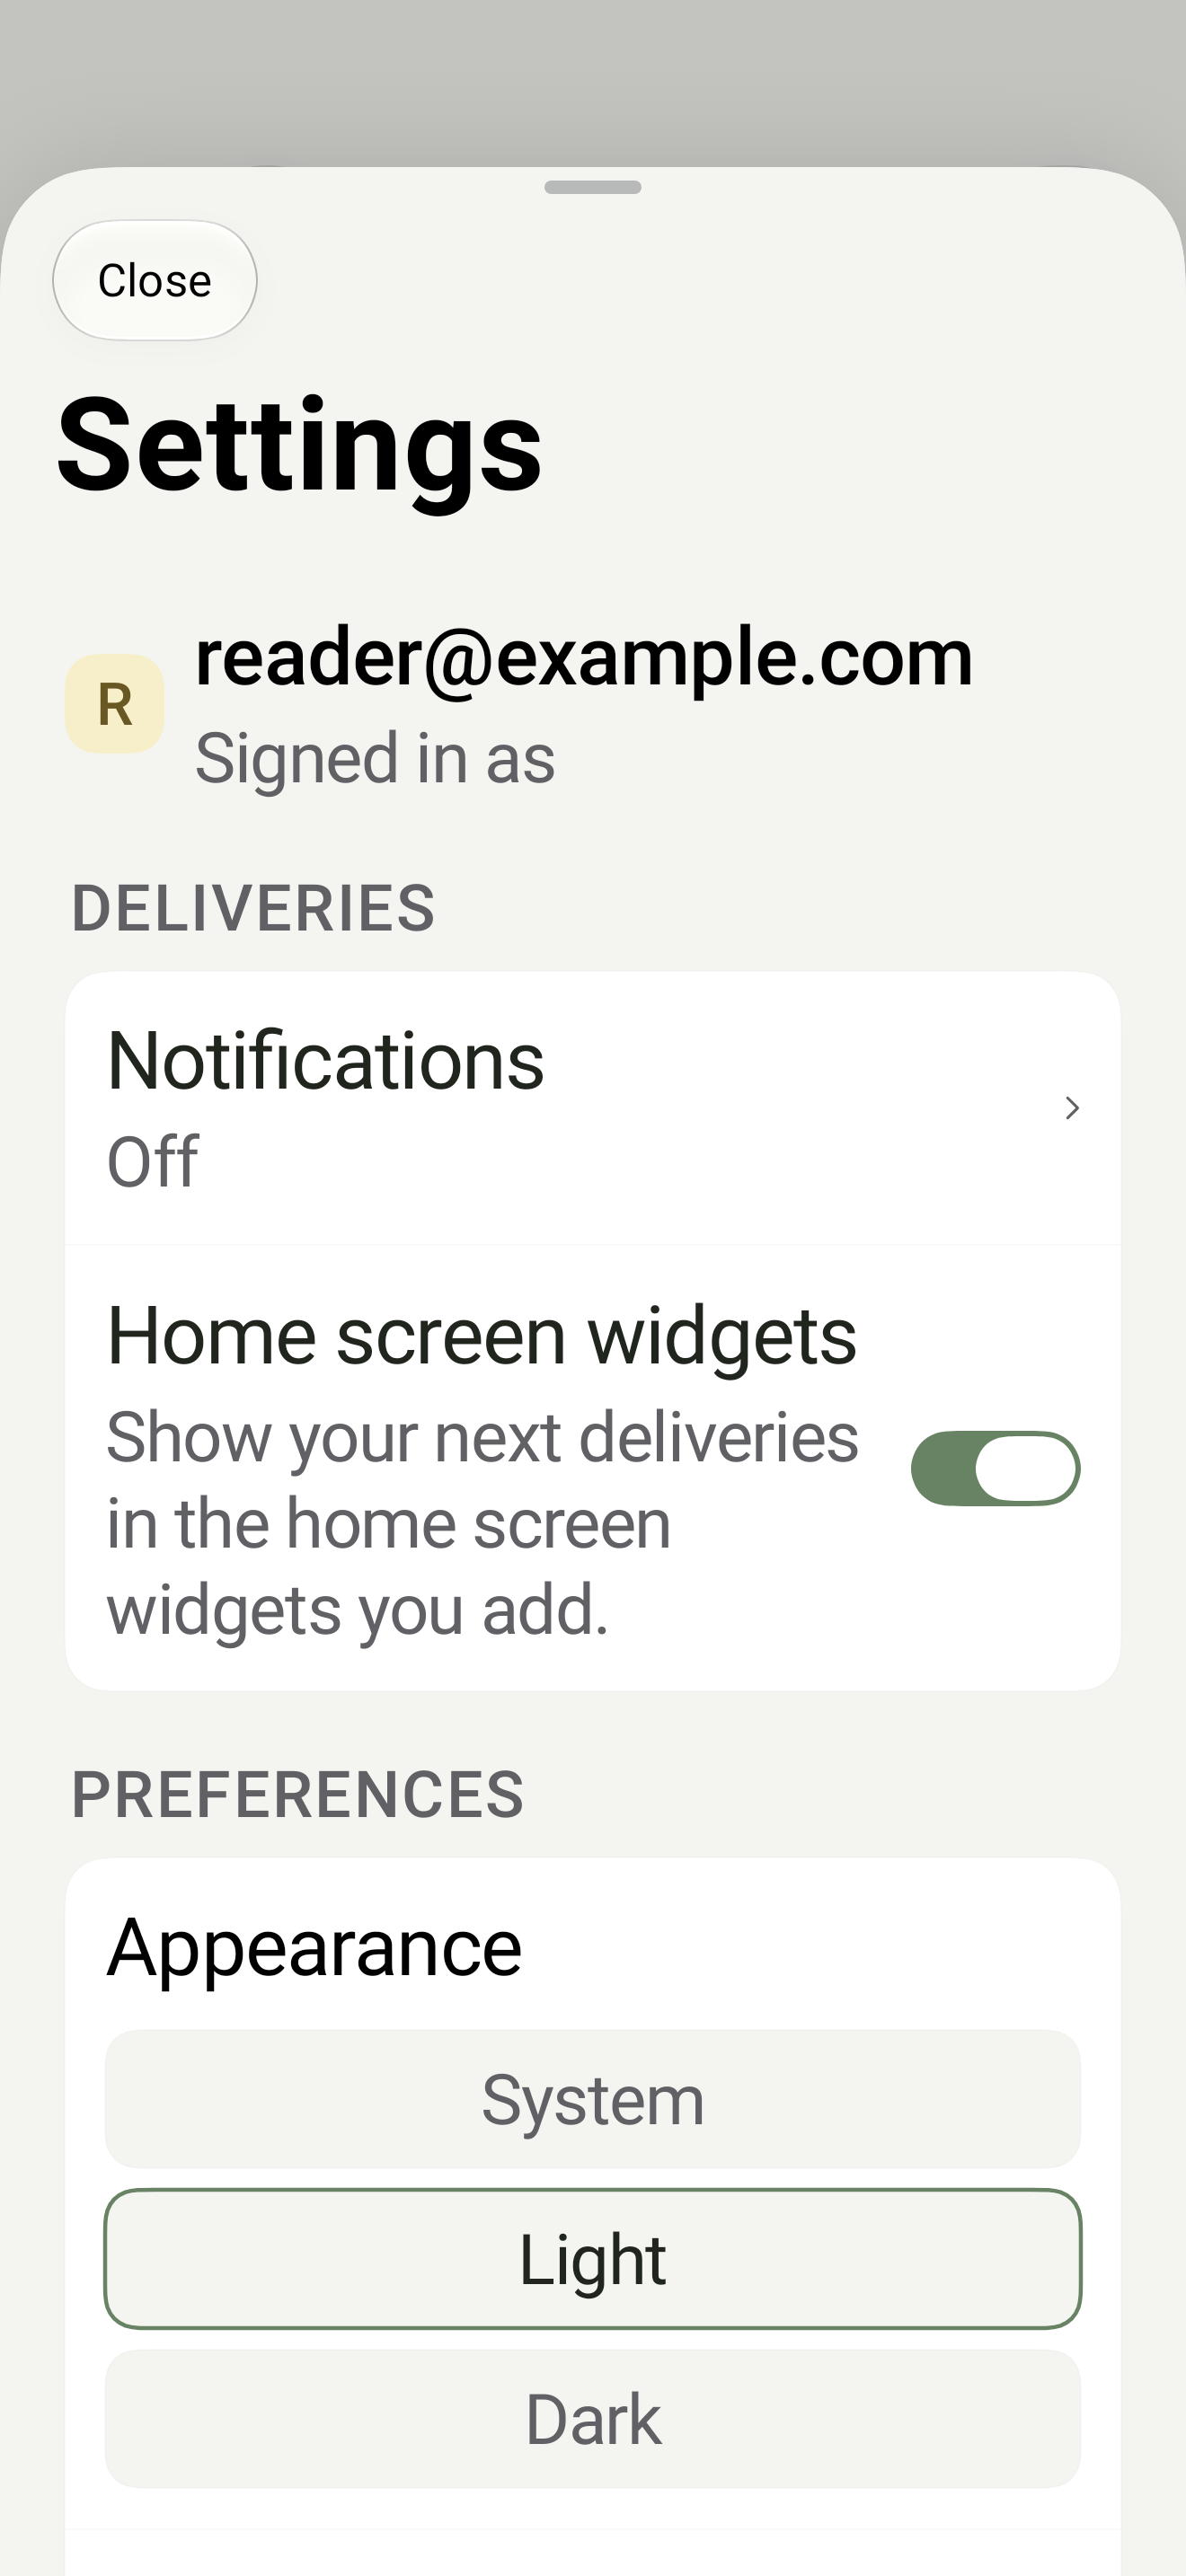 Close
Settings
R
reader@example.com
Signed in as
DELIVERIES
Notifications
Off
Home screen widgets
Show your next deliveries
in the home screen
widgets you add.
PREFERENCES
Appearance
System
Light
Dark